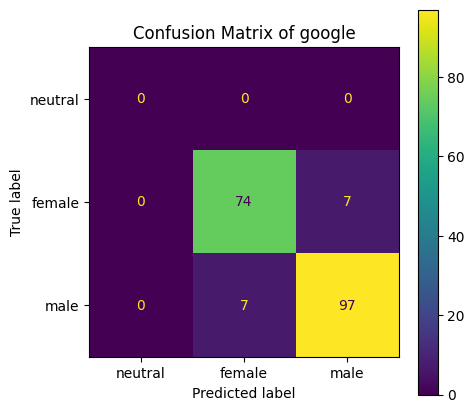 Confusion Matrix of google
neutral
0 0 0
female
0 74 7
male
0 7 97
neutral female male
Predicted label
True label
80
60
40
20
0